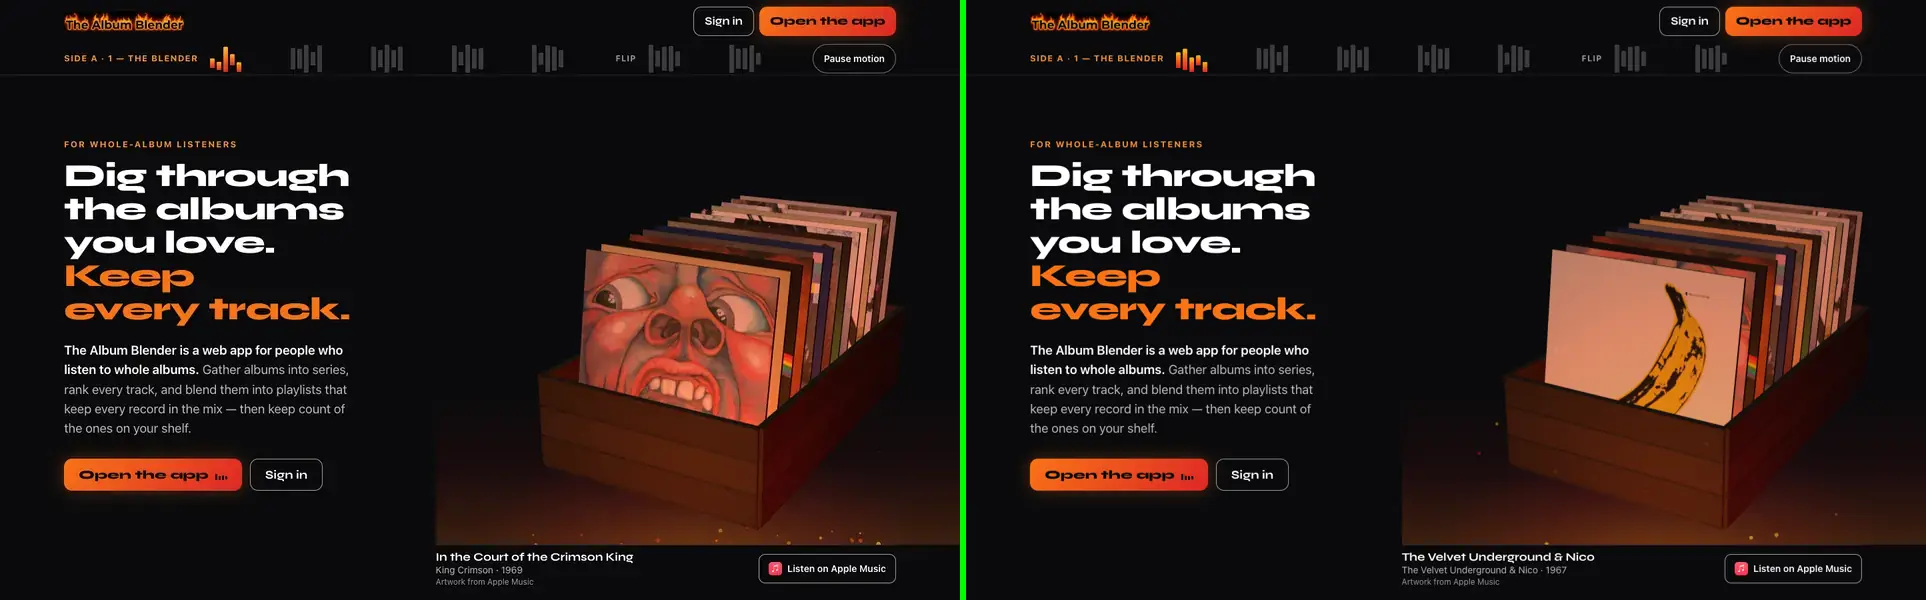 The Album Blender
Sign in
Open the app
SIDE A · 1 — THE BLENDER
FLIP
Pause motion
FOR WHOLE-ALBUM LISTENERS
Dig through
the albums
you love.
Keep
every track.
The Album Blender is a web app for people who
listen to whole albums. Gather albums into series,
rank every track, and blend them into playlists that
keep every record in the mix — then keep count of
the ones on your shelf.
Open the app
Sign in
In the Court of the Crimson King
King Crimson · 1969
Artwork from Apple Music
Listen on Apple Music
The Album Blender
Sign in
Open the app
SIDE A · 1 — THE BLENDER
FLIP
Pause motion
FOR WHOLE-ALBUM LISTENERS
Dig through
the albums
you love.
Keep
every track.
The Album Blender is a web app for people who
listen to whole albums. Gather albums into series,
rank every track, and blend them into playlists that
keep every record in the mix — then keep count of
the ones on your shelf.
Open the app
Sign in
The Velvet Underground & Nico
The Velvet Underground & Nico · 1967
Artwork from Apple Music
Listen on Apple Music